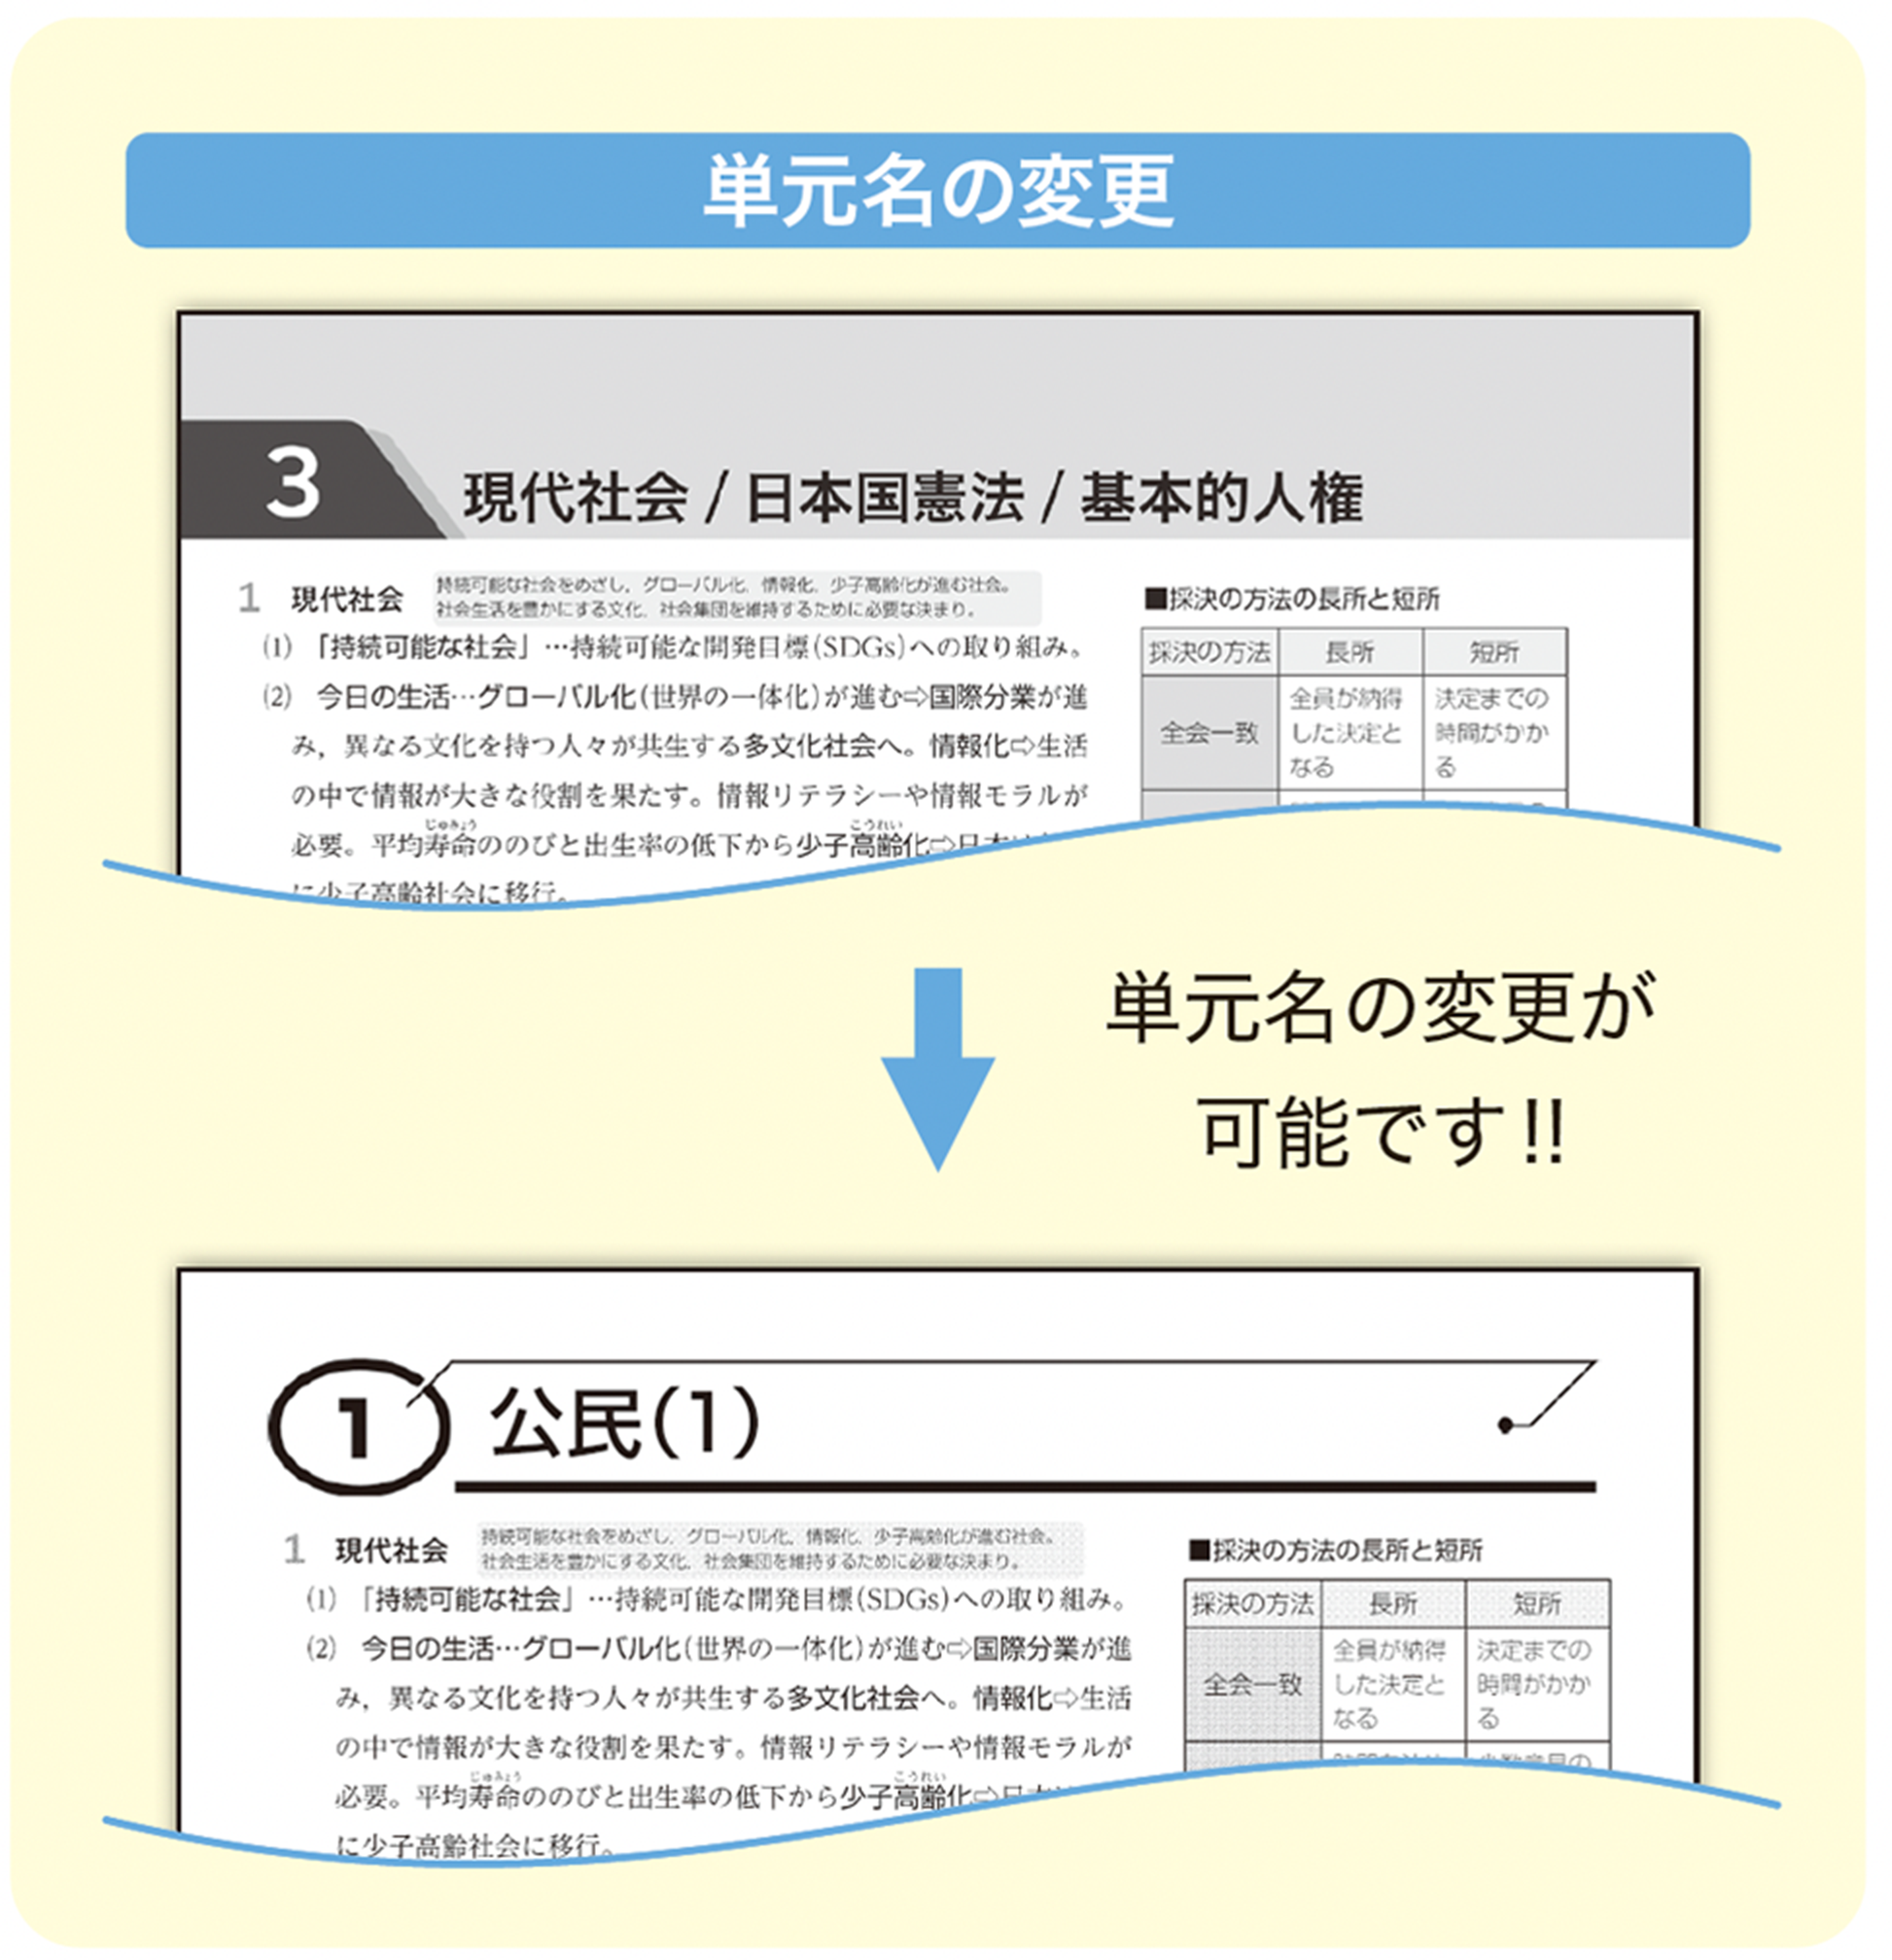 単元名の変更
3
現代社会 / 日本国憲法 / 基本的人権
1 現代社会
持続可能な社会をめざし，グローバル化，情報化，少子高齢化が進む社会。
社会生活を豊かにする文化，社会集団を維持するために必要な決まり。
(1) 「持続可能な社会」…持続可能な開発目標(SDGs)への取り組み。
(2) 今日の生活…グローバル化(世界の一体化)が進む⇨国際分業が進
み，異なる文化を持つ人々が共生する多文化社会へ。情報化⇨生活
の中で情報が大きな役割を果たす。情報リテラシーや情報モラルが
じゅみょう こうれい
必要。平均寿命ののびと出生率の低下から少子高齢化⇨日本
に少子高齢社会に移行。
■採決の方法の長所と短所
採決の方法 長所 短所
全会一致
全員が納得
した決定と
なる
決定までの
時間がかか
る
単元名の変更が
可能です!!
1
公民(1)
1 現代社会
持続可能な社会をめざし，グローバル化，情報化，少子高齢化が進む社会。
社会生活を豊かにする文化，社会集団を維持するために必要な決まり。
(1) 「持続可能な社会」…持続可能な開発目標(SDGs)への取り組み。
(2) 今日の生活…グローバル化(世界の一体化)が進む⇨国際分業が進
み，異なる文化を持つ人々が共生する多文化社会へ。情報化⇨生活
の中で情報が大きな役割を果たす。情報リテラシーや情報モラルが
じゅみょう こうれい
必要。平均寿命ののびと出生率の低下から少子高齢化⇨日本
に少子高齢社会に移行。
■採決の方法の長所と短所
採決の方法 長所 短所
全会一致
全員が納得
した決定と
なる
決定までの
時間がかか
る